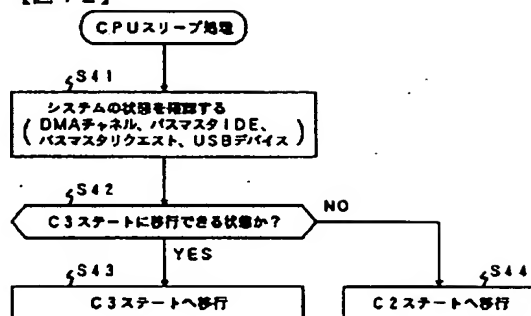 CPUスリープ処理
S41
システムの状態を確認する
(DMAチャネル、バスマスタIDE、
バスマスタリクエスト、USBデバイス)
S42
C3ステートに移行できる状態か?
NO
YES
S43
S44
C3ステートへ移行
C2ステートへ移行